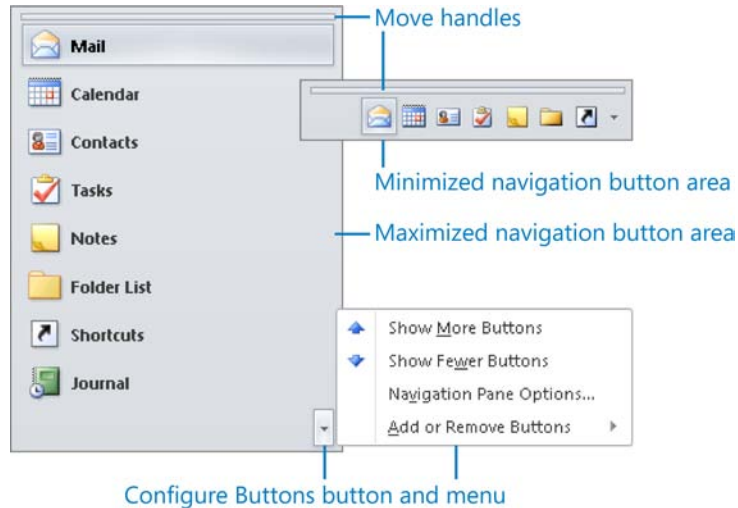 Move handles
Mail
Calendar
Contacts
Minimized navigation button area
Tasks
Maximized navigation button area
Notes
Folder List
Shortcuts
Show More Buttons
Show Fewer Buttons
Journal
Navigation Pane Options...
Add or Remove Buttons
Configure Buttons button and menu